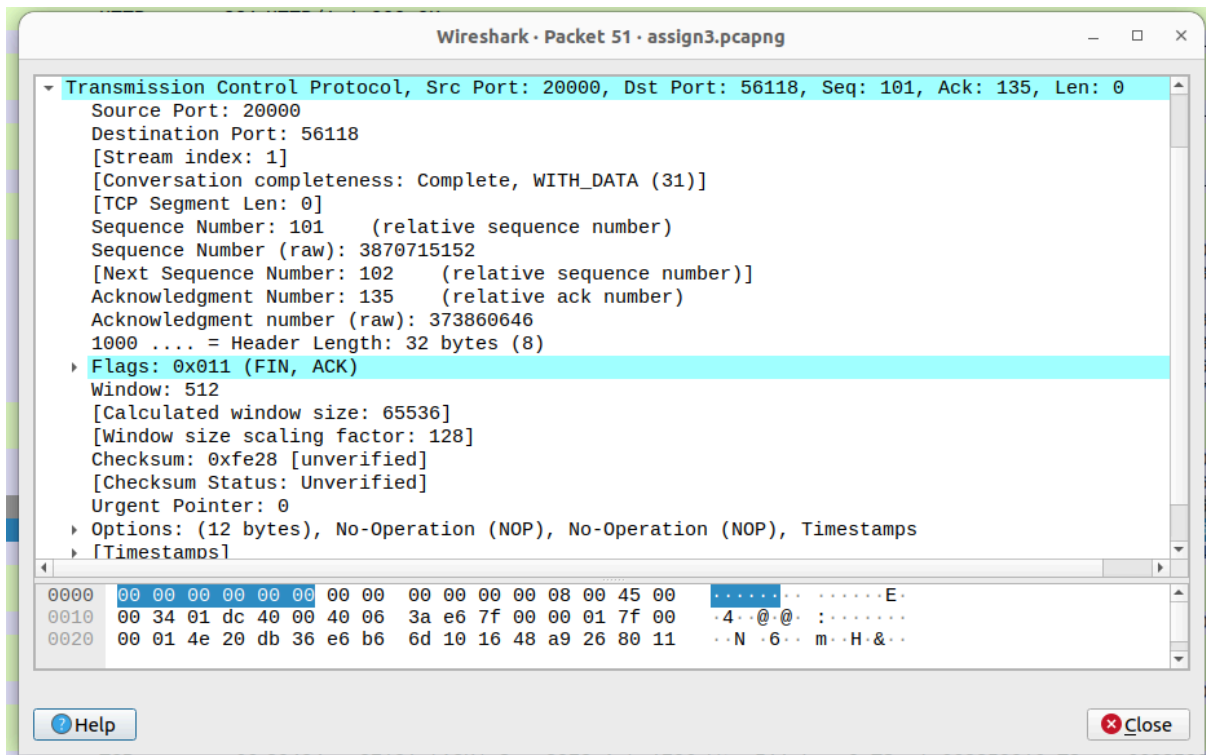 Wireshark · Packet 51 · assign3.pcapng
Transmission Control Protocol, Src Port: 20000, Dst Port: 56118, Seq: 101, Ack: 135, Len: 0
Source Port: 20000
Destination Port: 56118
[Stream index: 1]
[Conversation completeness: Complete, WITH_DATA (31)]
[TCP Segment Len: 0]
Sequence Number: 101    (relative sequence number)
Sequence Number (raw): 3870715152
[Next Sequence Number: 102    (relative sequence number)]
Acknowledgment Number: 135    (relative ack number)
Acknowledgment number (raw): 373860646
1000 .... = Header Length: 32 bytes (8)
Flags: 0x011 (FIN, ACK)
Window: 512
[Calculated window size: 65536]
[Window size scaling factor: 128]
Checksum: 0xfe28 [unverified]
[Checksum Status: Unverified]
Urgent Pointer: 0
Options: (12 bytes), No-Operation (NOP), No-Operation (NOP), Timestamps
[Timestamps]
0000  00 00 00 00 00 00 00 00  00 00 00 00 08 00 45 00   ········ ······E·
0010  00 34 01 dc 40 00 40 06  3a e6 7f 00 00 01 7f 00   ·4··@·@· :·······
0020  00 01 4e 20 db 36 e6 b6  6d 10 16 48 a9 26 80 11   ··N ·6·· m··H·&··
Help
Close